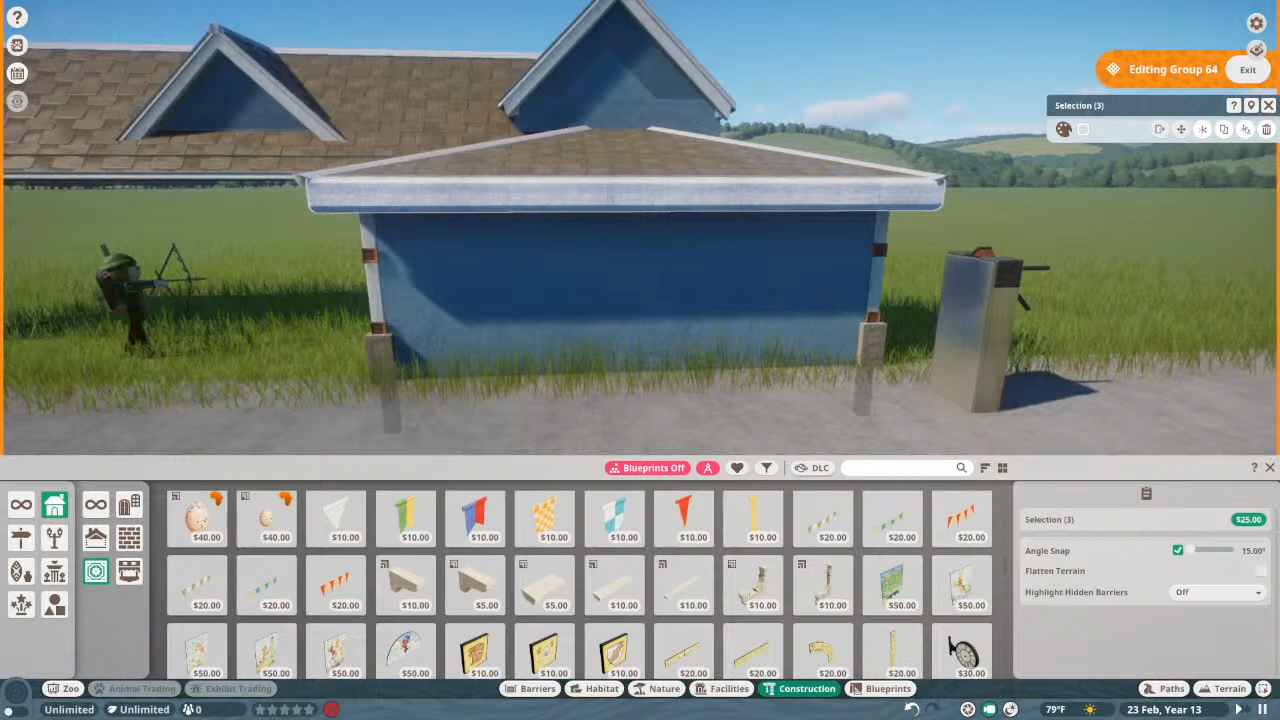 ?
Editing Group 64
Exit
Selection (3)
?
Blueprints Off
DLC
?
$40.00 $40.00 $10.00 $10.00 $10.00 $10.00 $10.00 $10.00 $10.00 $20.00 $20.00 $20.00
$20.00 $20.00 $20.00 $10.00 $5.00 $5.00 $10.00 $10.00 $10.00 $10.00 $50.00 $50.00
$50.00 $50.00 $50.00 $50.00 $10.00 $10.00 $10.00 $20.00 $20.00 $20.00 $20.00 $30.00
Selection (3)
$25.00
Angle Snap
15.00°
Flatten Terrain
Highlight Hidden Barriers
Off
Zoo Animal Trading Exhibit Trading Barriers Habitat Nature Facilities Construction Blueprints Paths Terrain
Unlimited Unlimited 0 79°F 23 Feb, Year 13